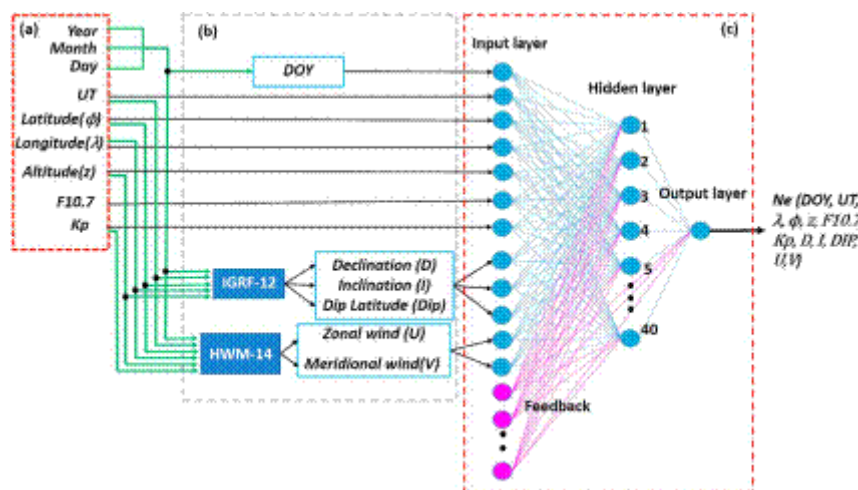 (a)
Year
Month
Day
UT
Latitude(ϕ)
Longitude(λ)
Altitude(z)
F10.7
Kp
(b)
DOY
IGRF-12
Declination (D)
Inclination (I)
Dip Latitude (Dip)
HWM-14
Zonal wind (U)
Meridional wind(V)
(c)
Input layer
Hidden layer
1
2
3
4
5
40
Output layer
Feedback
Ne (DOY, UT,
λ, ϕ, z, F10.7
Kp, D, I, DIP,
U,V)